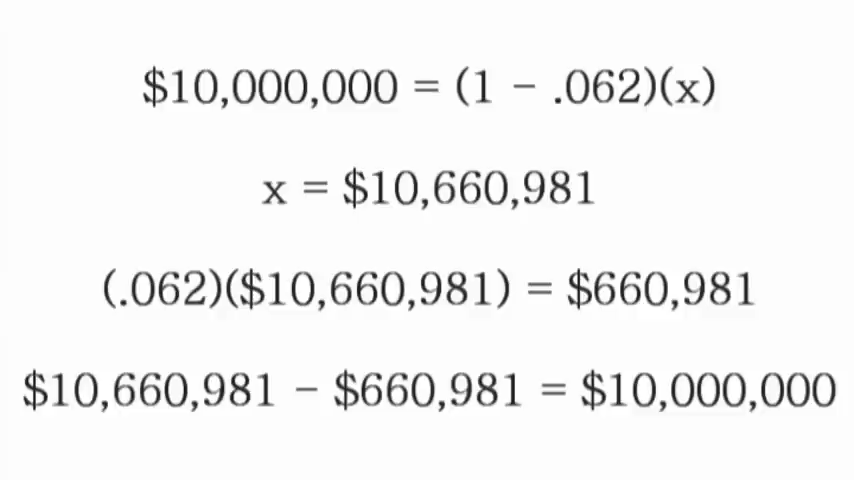 $10,000,000 = (1 − .062)(x)
x = $10,660,981
(.062)($10,660,981) = $660,981
$10,660,981 − $660,981 = $10,000,000